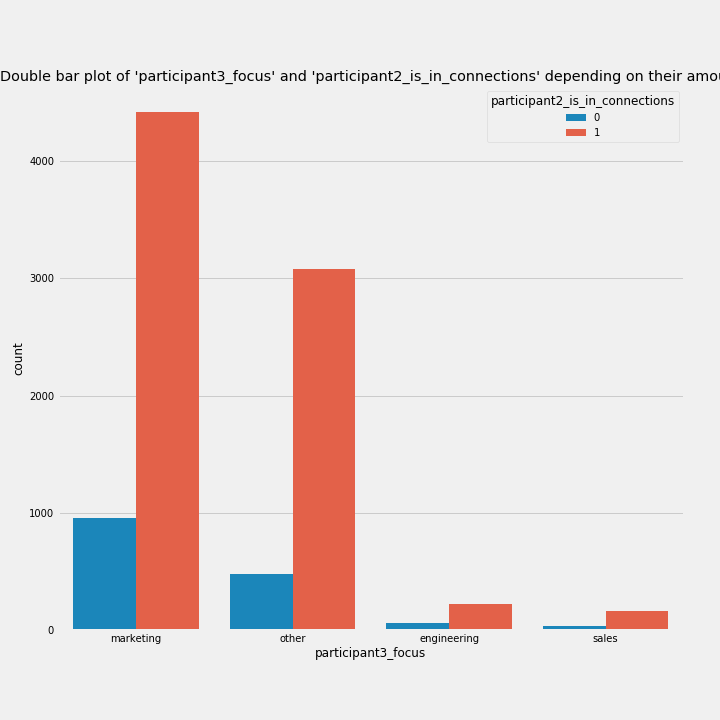 Double bar plot of 'participant3_focus' and 'participant2_is_in_connections' depending on their
participant2_is_in_connections
0
1
4000
3000
2000
1000
0
count
marketing other engineering sales
participant3_focus